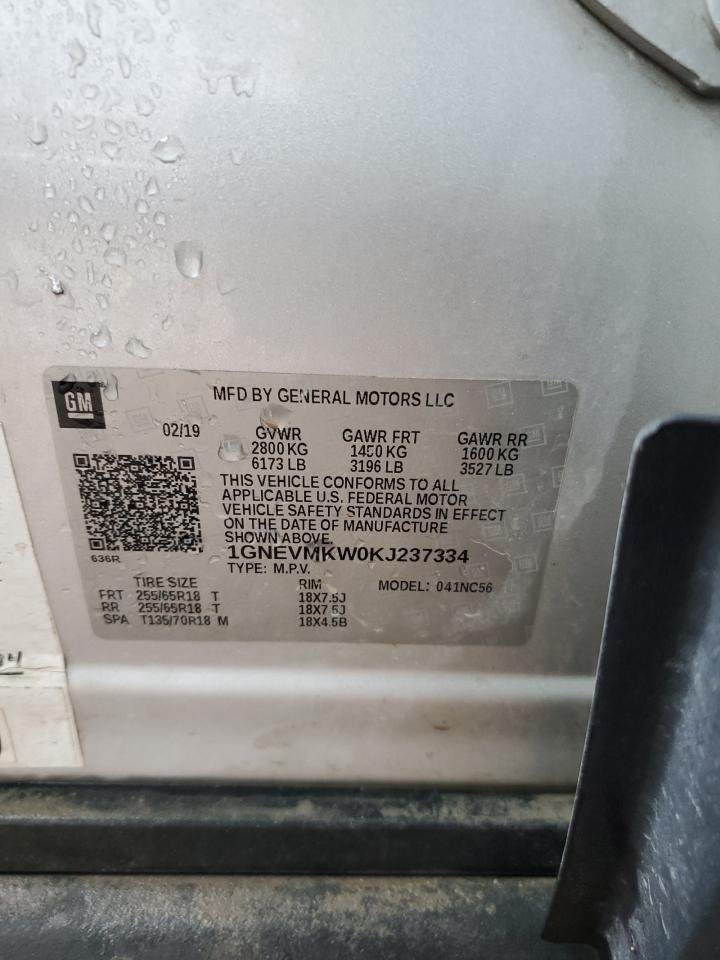 GM
MFD BY GENERAL MOTORS LLC
02/19 GVWR GAWR FRT GAWR RR
2800 KG 1450 KG 1600 KG
6173 LB 3196 LB 3527 LB
THIS VEHICLE CONFORMS TO ALL
APPLICABLE U.S. FEDERAL MOTOR
VEHICLE SAFETY STANDARDS IN EFFECT
ON THE DATE OF MANUFACTURE
SHOWN ABOVE.
636R 1GNEVMKW0KJ237334
TYPE: M.P.V.
TIRE SIZE RIM MODEL: 041NC56
FRT 255/65R18 T 18X7.5J
RR 255/65R18 T 18X7.5J
SPA T135/70R18 M 18X4.5B